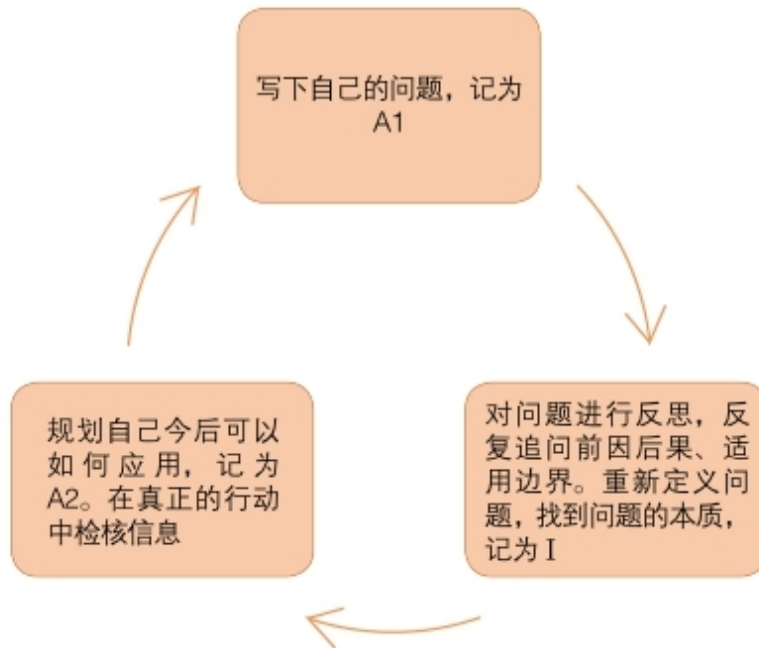 写下自己的问题，记为
A1
对问题进行反思，反
复追问前因后果、适
用边界。重新定义问
题，找到问题的本质，
记为 I
规划自己今后可以
如何应用，记为
A2。在真正的行动
中检核信息